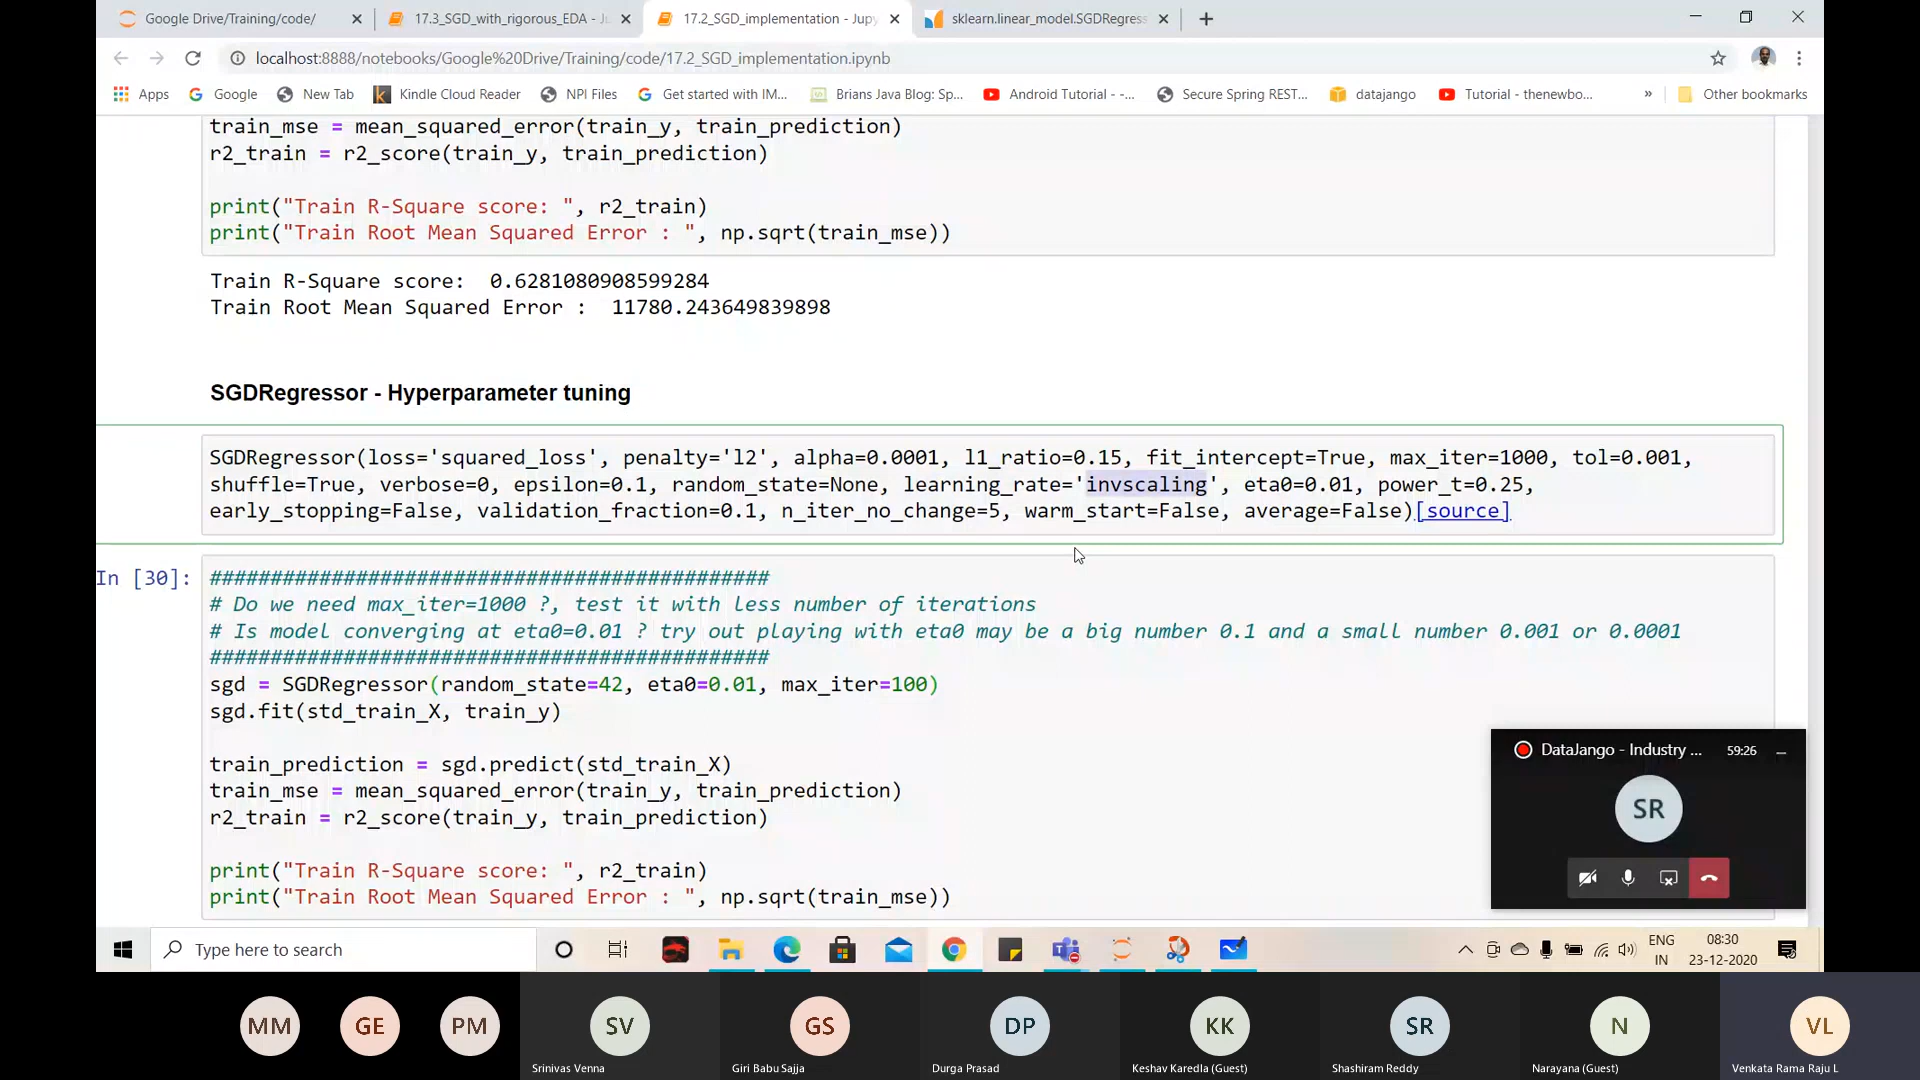 Google Drive/Training/code/
17.3_SGD_with_rigorous_EDA - Ju
17.2_SGD_implementation - Jupy
sklearn.linear_model.SGDRegress
localhost:8888/notebooks/Google%20Drive/Training/code/17.2_SGD_implementation.ipynb
Apps Google New Tab Kindle Cloud Reader NPI Files Get started with IM... Brians Java Blog: Sp... Android Tutorial - -... Secure Spring REST... datajango Tutorial - thenewbo... » Other bookmarks
train_mse = mean_squared_error(train_y, train_prediction)
r2_train = r2_score(train_y, train_prediction)
print("Train R-Square score: ", r2_train)
print("Train Root Mean Squared Error : ", np.sqrt(train_mse))
Train R-Square score:  0.6281080908599284
Train Root Mean Squared Error :  11780.243649839898
SGDRegressor - Hyperparameter tuning
SGDRegressor(loss='squared_loss', penalty='l2', alpha=0.0001, l1_ratio=0.15, fit_intercept=True, max_iter=1000, tol=0.001,
shuffle=True, verbose=0, epsilon=0.1, random_state=None, learning_rate='invscaling', eta0=0.01, power_t=0.25,
early_stopping=False, validation_fraction=0.1, n_iter_no_change=5, warm_start=False, average=False)[source]
In [30]:
##############################################
# Do we need max_iter=1000 ?, test it with less number of iterations
# Is model converging at eta0=0.01 ? try out playing with eta0 may be a big number 0.1 and a small number 0.001 or 0.0001
##############################################
sgd = SGDRegressor(random_state=42, eta0=0.01, max_iter=100)
sgd.fit(std_train_X, train_y)
train_prediction = sgd.predict(std_train_X)
train_mse = mean_squared_error(train_y, train_prediction)
r2_train = r2_score(train_y, train_prediction)
print("Train R-Square score: ", r2_train)
print("Train Root Mean Squared Error : ", np.sqrt(train_mse))
DataJango - Industry ... 59:26
SR
Type here to search
ENG
IN
08:30
23-12-2020
MM GE PM SV GS DP KK SR N VL
Srinivas Venna Giri Babu Sajja Durga Prasad Keshav Karedla (Guest) Shashiram Reddy Narayana (Guest) Venkata Rama Raju L